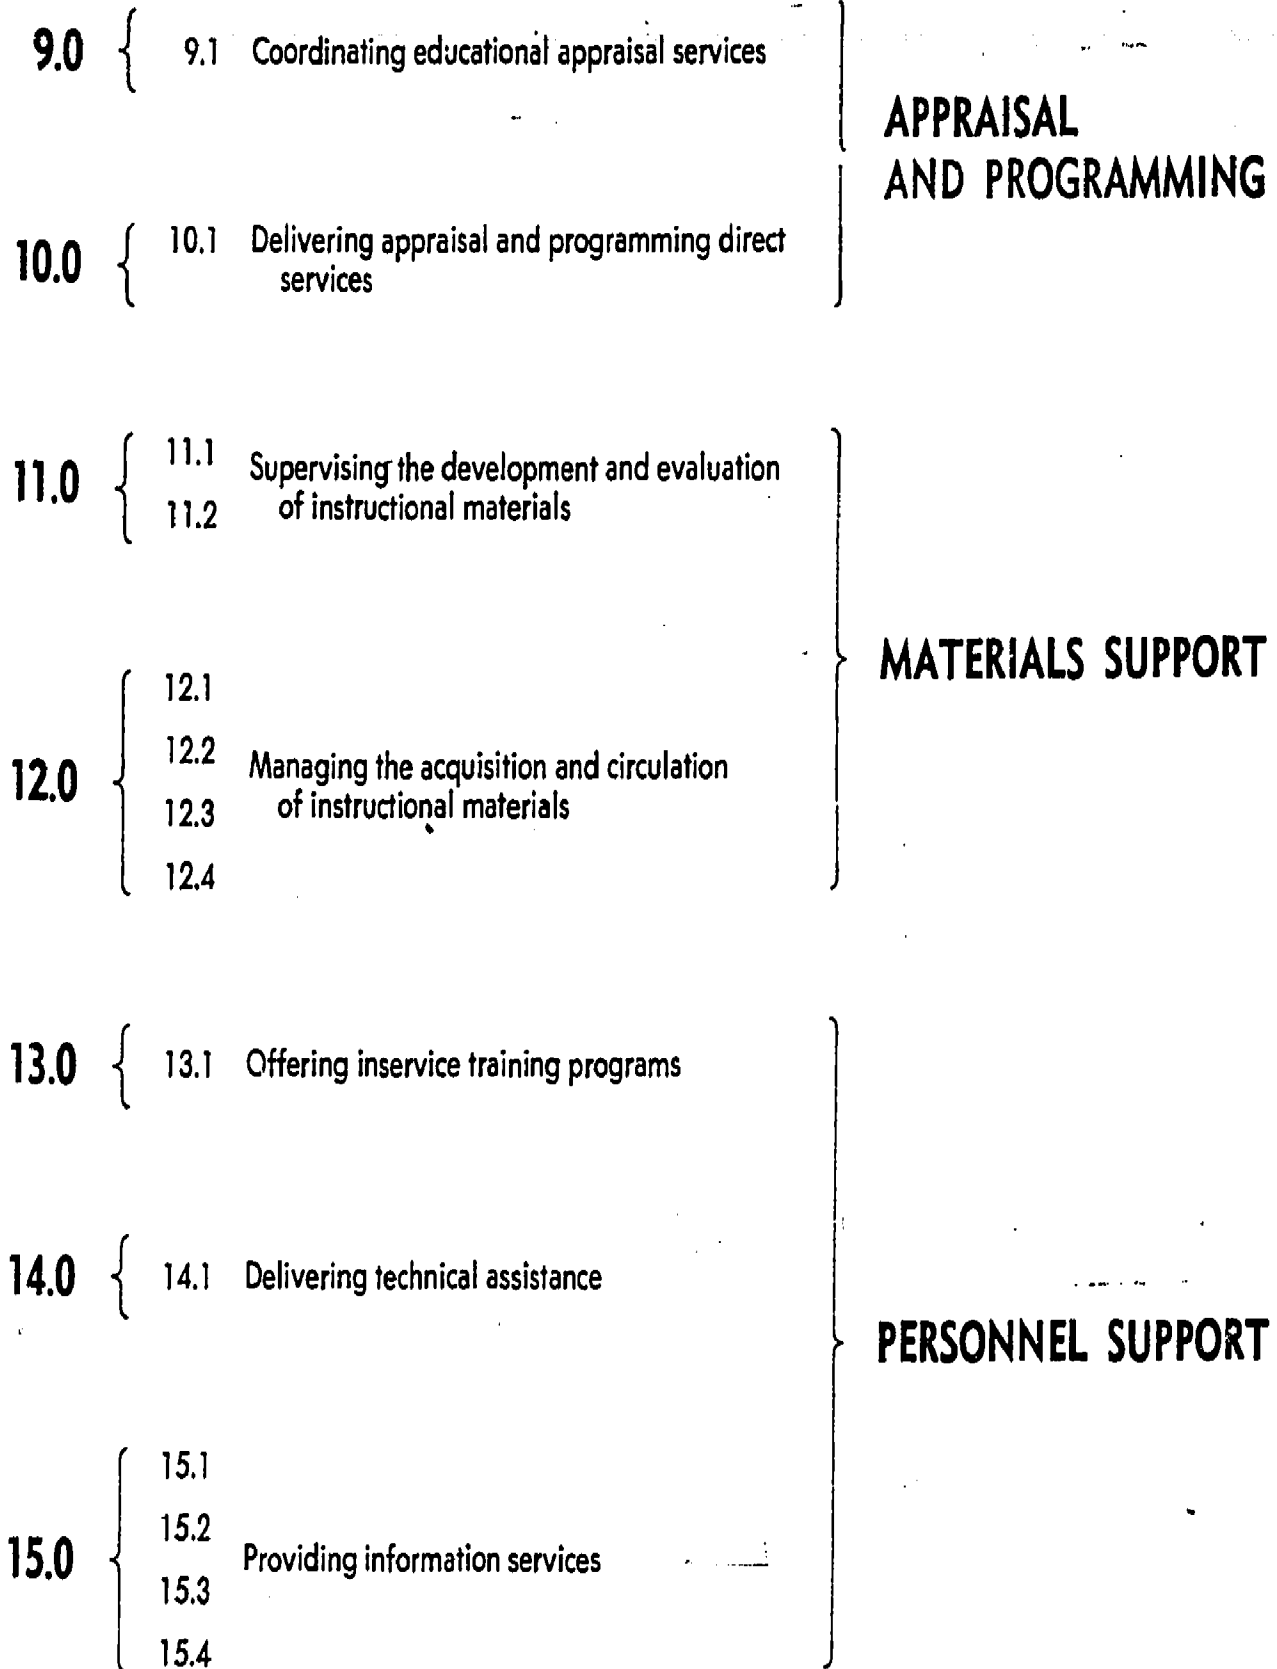 9.0 9.1 Coordinating educational appraisal services
APPRAISAL
AND PROGRAMMING
10.0 10.1 Delivering appraisal and programming direct
services
11.0 11.1 Supervising the development and evaluation
11.2 of instructional materials
MATERIALS SUPPORT
12.0 12.1
12.2 Managing the acquisition and circulation
12.3 of instructional materials
12.4
13.0 13.1 Offering inservice training programs
14.0 14.1 Delivering technical assistance
PERSONNEL SUPPORT
15.0 15.1
15.2
Providing information services
15.3
15.4